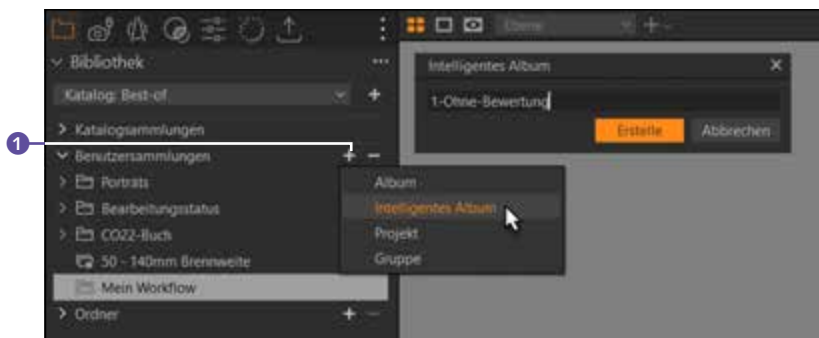 Ebene
Bibliothek
Intelligentes Album
Katalog: Best-of
1-Ohne-Bewertung
Erstelle Abbrechen
Katalogsammlungen
1
Benutzersammlungen
Porträts
Album
Bearbeitungsstatus
Intelligentes Album
CO22-Buch
Projekt
50 - 140mm Brennweite
Gruppe
Mein Workflow
Ordner